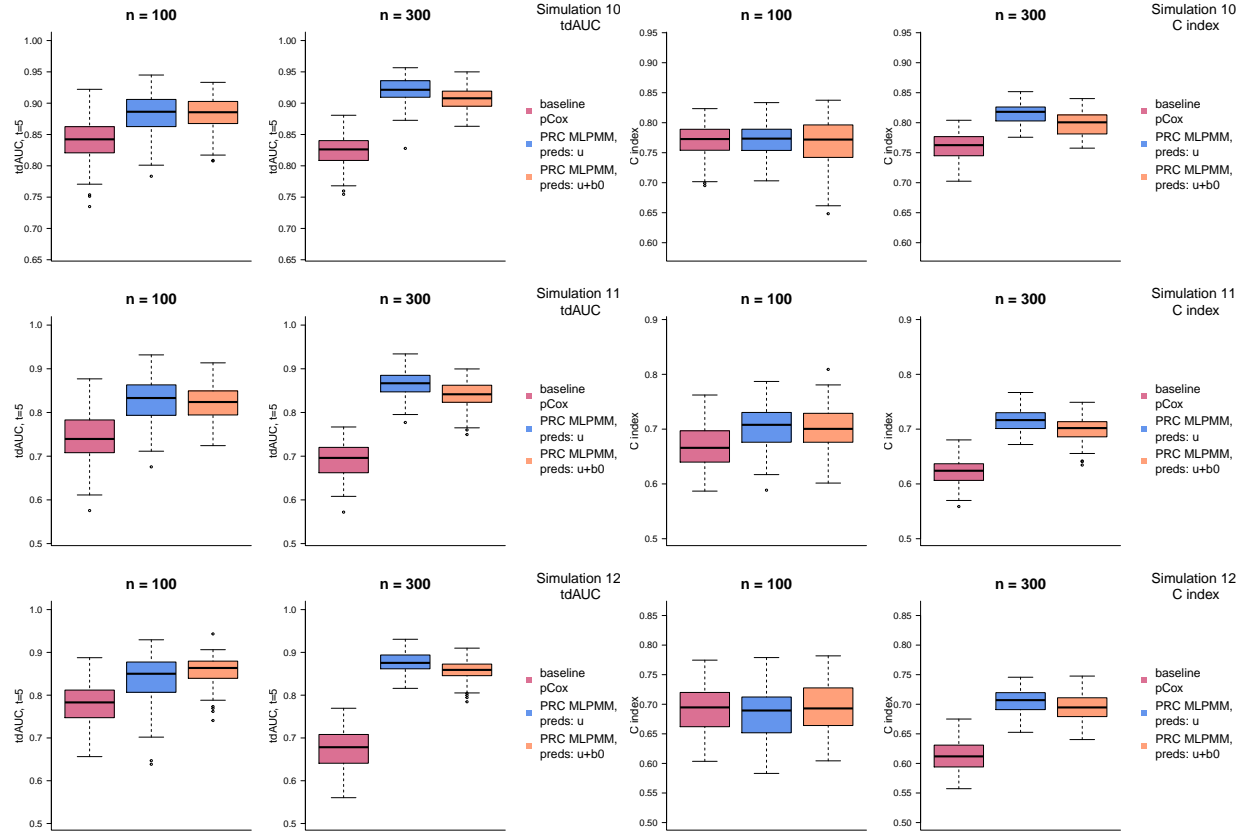 n = 100
tdAUC, t=5
1.00
0.95
0.90
0.85
0.80
0.75
0.70
0.65
n = 300
tdAUC, t=5
1.00
0.95
0.90
0.85
0.80
0.75
0.70
0.65
Simulation 10
tdAUC
baseline
pCox
PRC MLPMM,
preds: u
PRC MLPMM,
preds: u+b0
n = 100
C index
0.95
0.90
0.85
0.80
0.75
0.70
0.65
0.60
n = 300
C index
0.95
0.90
0.85
0.80
0.75
0.70
0.65
0.60
Simulation 10
C index
baseline
pCox
PRC MLPMM,
preds: u
PRC MLPMM,
preds: u+b0
n = 100
tdAUC, t=5
1.0
0.9
0.8
0.7
0.6
0.5
n = 300
tdAUC, t=5
1.0
0.9
0.8
0.7
0.6
0.5
Simulation 11
tdAUC
baseline
pCox
PRC MLPMM,
preds: u
PRC MLPMM,
preds: u+b0
n = 100
C index
0.9
0.8
0.7
0.6
0.5
n = 300
C index
0.9
0.8
0.7
0.6
0.5
Simulation 11
C index
baseline
pCox
PRC MLPMM,
preds: u
PRC MLPMM,
preds: u+b0
n = 100
tdAUC, t=5
1.0
0.9
0.8
0.7
0.6
0.5
n = 300
tdAUC, t=5
1.0
0.9
0.8
0.7
0.6
0.5
Simulation 12
tdAUC
baseline
pCox
PRC MLPMM,
preds: u
PRC MLPMM,
preds: u+b0
n = 100
C index
0.85
0.80
0.75
0.70
0.65
0.60
0.55
0.50
n = 300
C index
0.85
0.80
0.75
0.70
0.65
0.60
0.55
0.50
Simulation 12
C index
baseline
pCox
PRC MLPMM,
preds: u
PRC MLPMM,
preds: u+b0